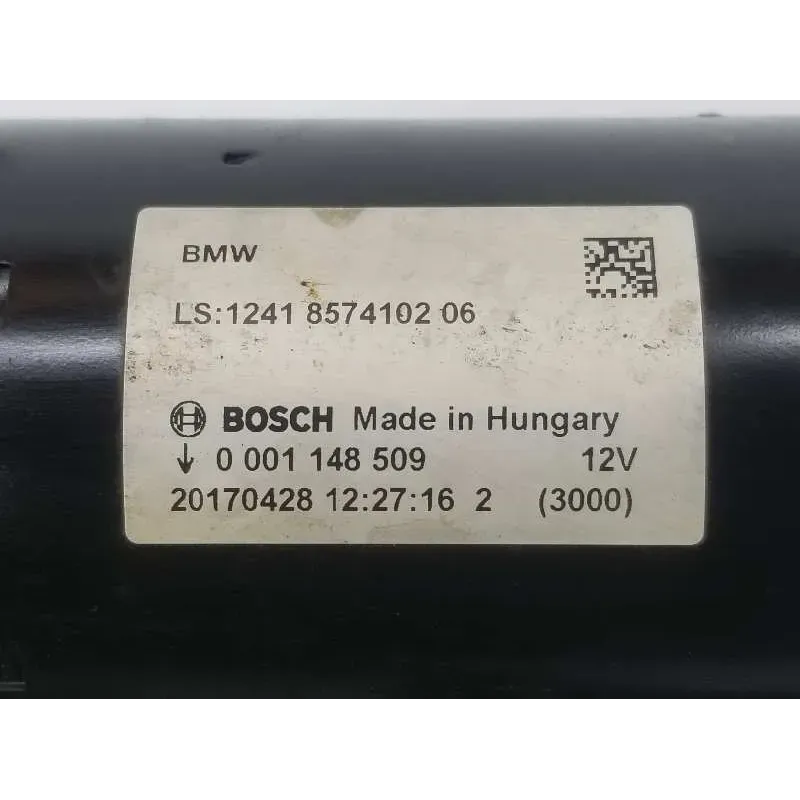 BMW
LS:1241 8574102 06
BOSCH Made in Hungary
↓ 0 001 148 509 12V
20170428 12:27:16 2 (3000)